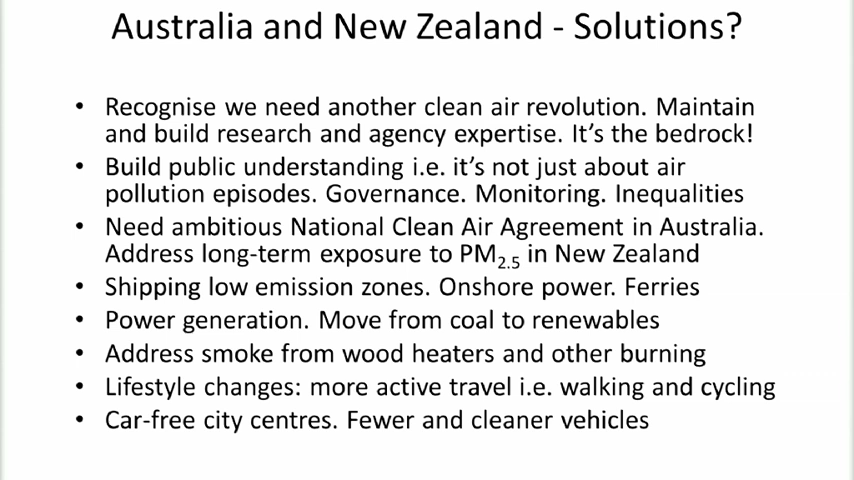 Australia and New Zealand - Solutions?
• Recognise we need another clean air revolution. Maintain
and build research and agency expertise. It's the bedrock!
• Build public understanding i.e. it's not just about air
pollution episodes. Governance. Monitoring. Inequalities
• Need ambitious National Clean Air Agreement in Australia.
Address long-term exposure to PM2.5 in New Zealand
• Shipping low emission zones. Onshore power. Ferries
• Power generation. Move from coal to renewables
• Address smoke from wood heaters and other burning
• Lifestyle changes: more active travel i.e. walking and cycling
• Car-free city centres. Fewer and cleaner vehicles